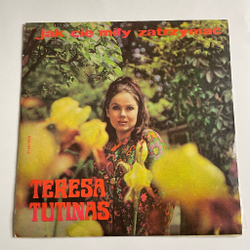 jak cię miły zatrzymać
TERESA
TUTINAS